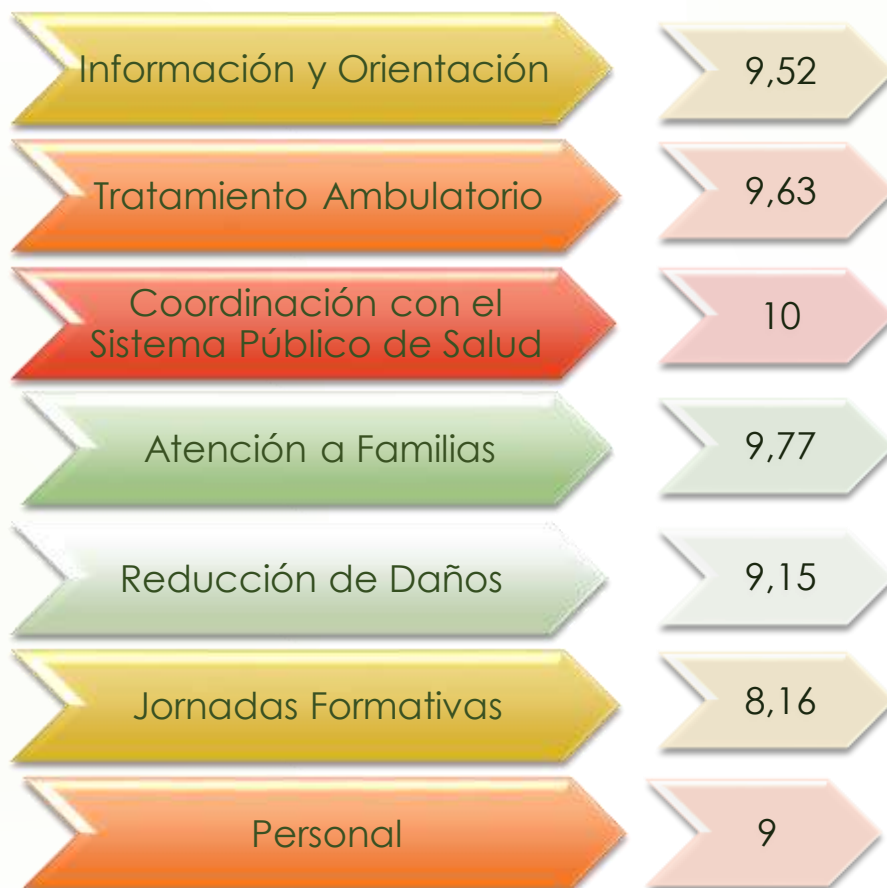 Información y Orientación
9,52
Tratamiento Ambulatorio
9,63
Coordinación con el
Sistema Público de Salud
10
Atención a Familias
9,77
Reducción de Daños
9,15
Jornadas Formativas
8,16
Personal
9